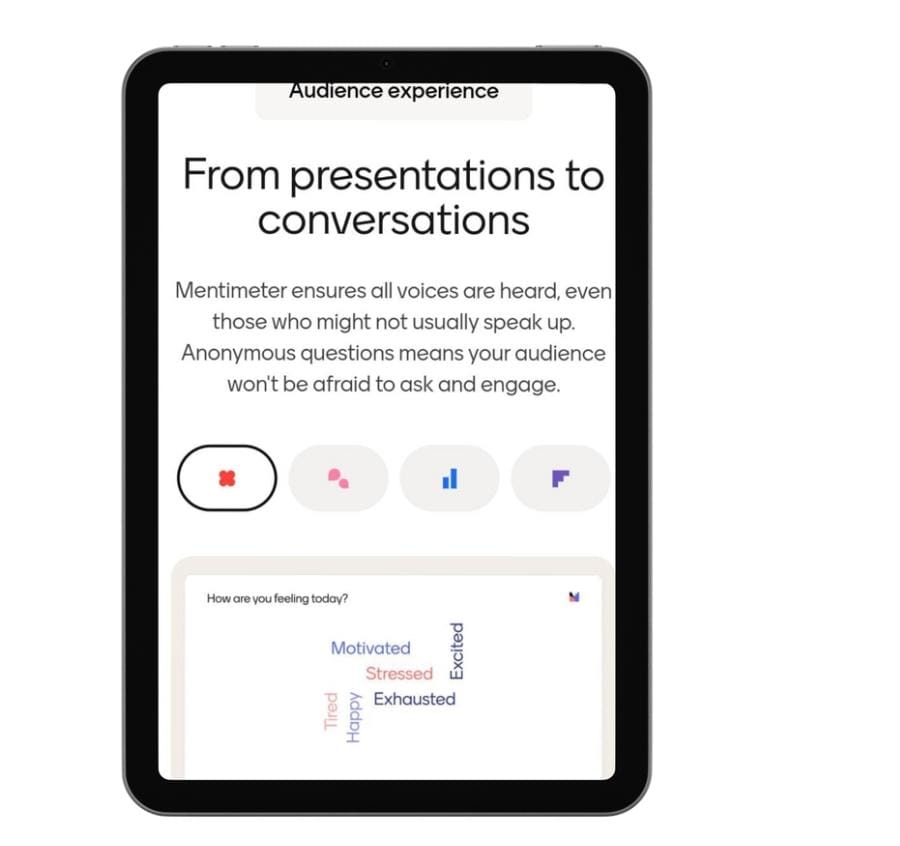 Audience experience
From presentations to
conversations
Mentimeter ensures all voices are heard, even
those who might not usually speak up.
Anonymous questions means your audience
won't be afraid to ask and engage.
How are you feeling today?
Motivated
Excited
Stressed
Exhausted
Tired
Happy